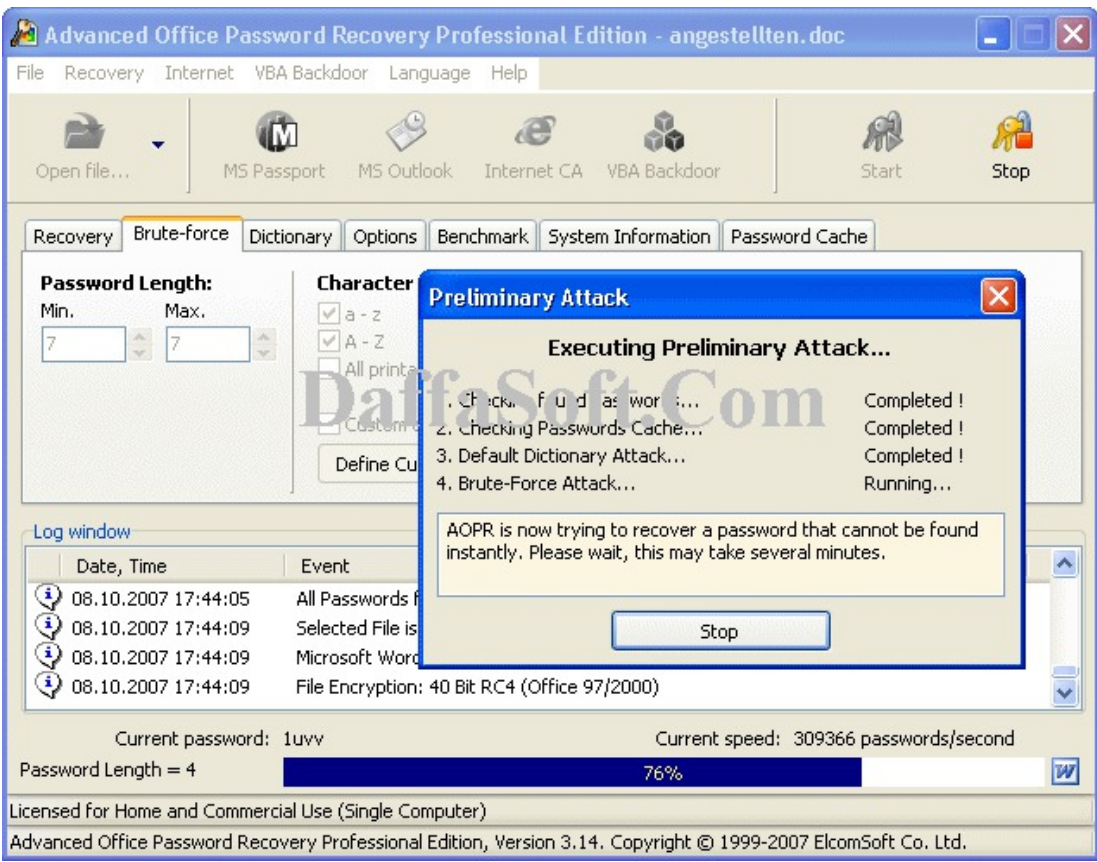 Advanced Office Password Recovery Professional Edition - angestellten.doc
File Recovery Internet VBA Backdoor Language Help
Open file... MS Passport MS Outlook Internet CA VBA Backdoor Start Stop
Recovery Brute-force Dictionary Options Benchmark System Information Password Cache
Password Length:
Min. Max.
7 7
Character
a - z
A - Z
All printa
Custom
Define Cu
Preliminary Attack
Executing Preliminary Attack...
1. Checking found passwords... Completed !
2. Checking Passwords Cache... Completed !
3. Default Dictionary Attack... Completed !
4. Brute-Force Attack... Running...
AOPR is now trying to recover a password that cannot be found
instantly. Please wait, this may take several minutes.
Stop
DaffaSoft.Com
Log window
Date, Time Event
08.10.2007 17:44:05 All Passwords f
08.10.2007 17:44:09 Selected File is
08.10.2007 17:44:09 Microsoft Word
08.10.2007 17:44:09 File Encryption: 40 Bit RC4 (Office 97/2000)
Current password: 1uvv Current speed: 309366 passwords/second
Password Length = 4 76%
Licensed for Home and Commercial Use (Single Computer)
Advanced Office Password Recovery Professional Edition, Version 3.14. Copyright © 1999-2007 ElcomSoft Co. Ltd.